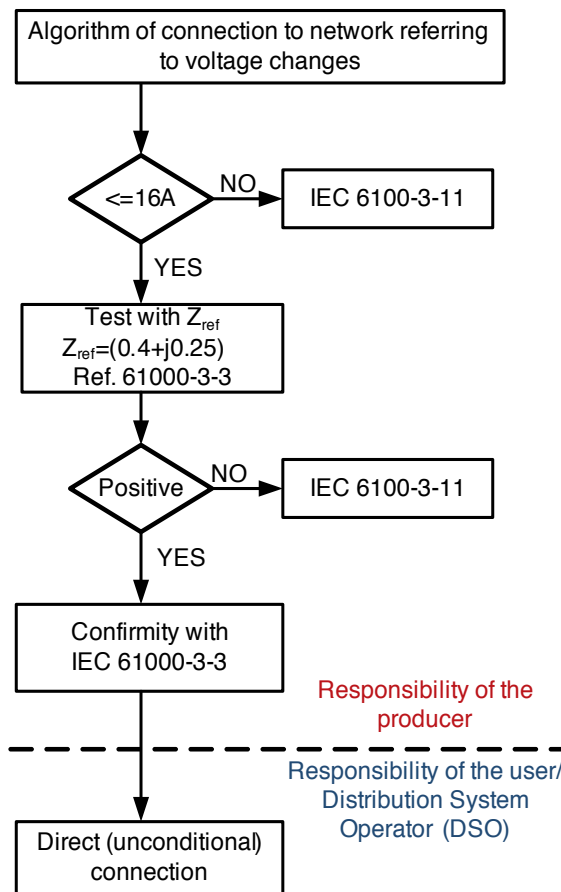 Algorithm of connection to network referring
to voltage changes
<=16A
NO
IEC 6100-3-11
YES
Test with Zref
Zref=(0.4+j0.25)
Ref. 61000-3-3
Positive
NO
IEC 6100-3-11
YES
Confirmity with
IEC 61000-3-3
Responsibility of the
producer
Responsibility of the user/
Distribution System
Operator (DSO)
Direct (unconditional)
connection